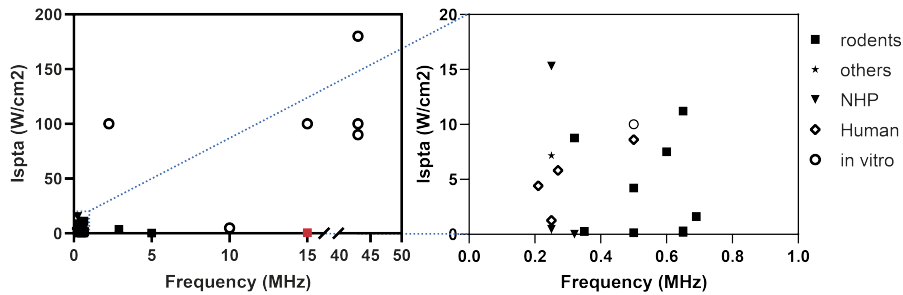 200
150
100
50
0
Ispta (W/cm2)
0 5 10 15 40 45 50
Frequency (MHz)
20
15
10
5
0
Ispta (W/cm2)
0.0 0.2 0.4 0.6 0.8 1.0
Frequency (MHz)
rodents
others
NHP
Human
in vitro